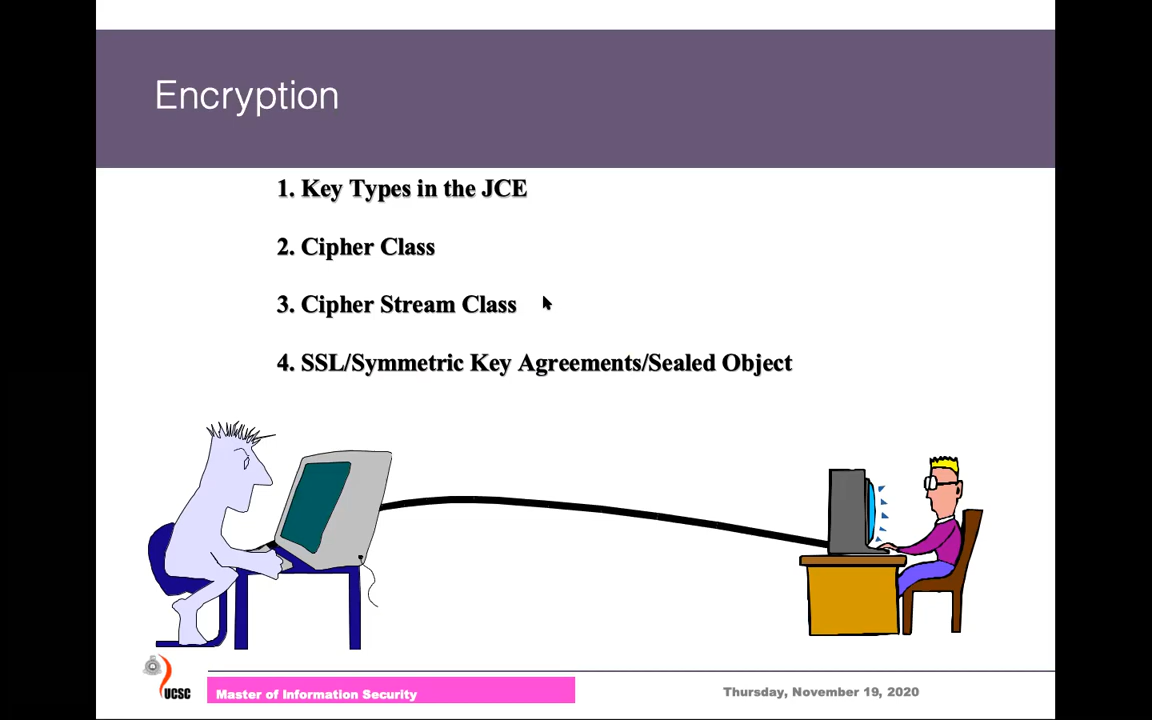 Encryption
1. Key Types in the JCE
2. Cipher Class
3. Cipher Stream Class
4. SSL/Symmetric Key Agreements/Sealed Object
UCSC
Master of Information Security
Thursday, November 19, 2020